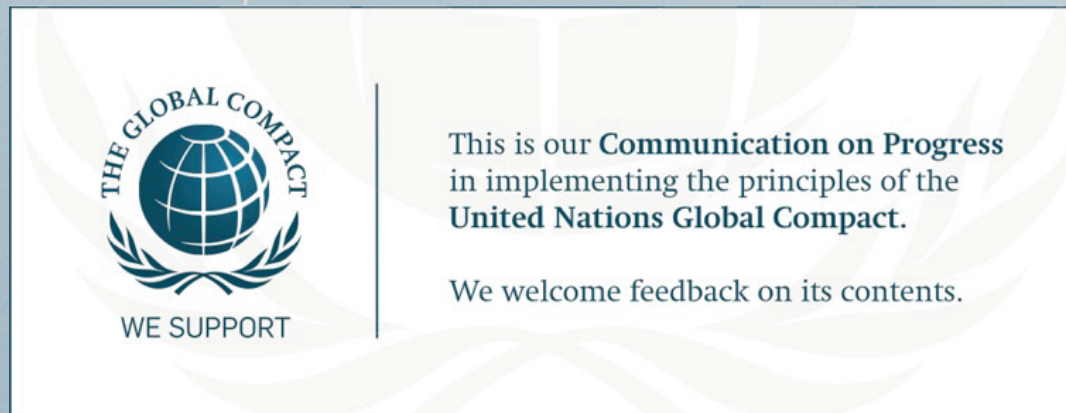 THE GLOBAL COMPACT
WE SUPPORT
This is our Communication on Progress
in implementing the principles of the
United Nations Global Compact.
We welcome feedback on its contents.